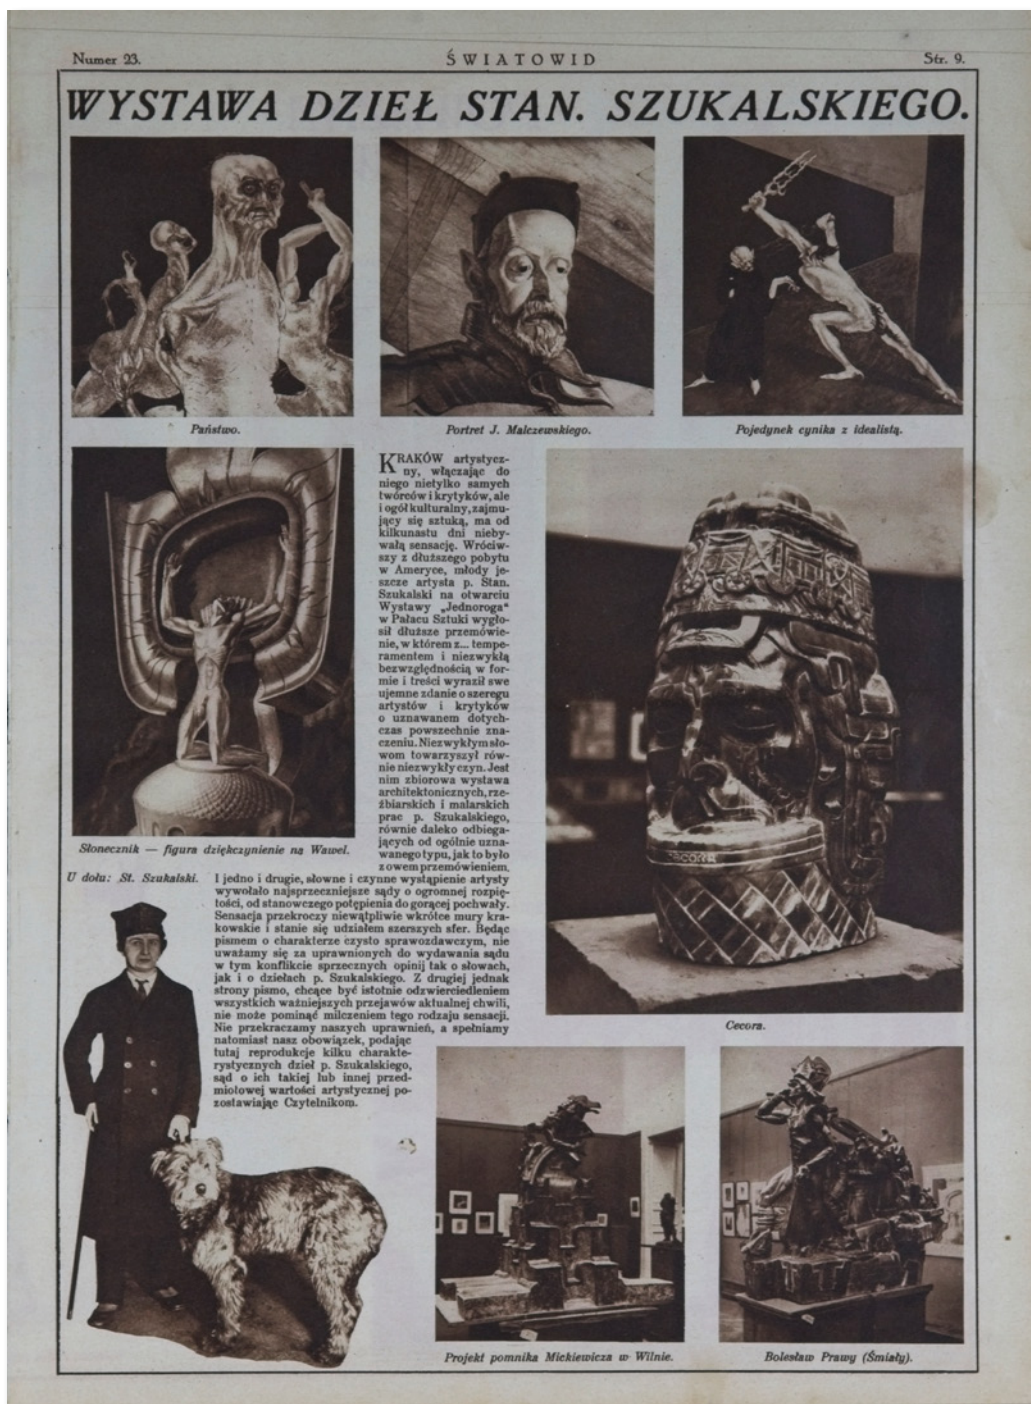 Numer 23.
ŚWIATOWID
Str. 9.
WYSTAWA DZIEŁ STAN. SZUKALSKIEGO.
Państwo.
Portret J. Malczewskiego.
Pojedynek cynika z idealistą.
KRAKÓW artystycz-
ny, włączając do
niego nietylko samych
twórców i krytyków, ale
i ogół kulturalny, zajmu-
jący się sztuką, ma od
kilkunastu dni nieby-
wałą sensację. Wróciw-
szy z dłuższego pobytu
w Ameryce, młody je-
szcze artysta p. Stan.
Szukalski na otwarciu
Wystawy „Jednoroga“
w Pałacu Sztuki wygło-
sił dłuższe przemówie-
nie, w którem z... tempe-
ramentem i niezwykłą
bezwzględnością w for-
mie i treści wyraził swe
ujemne zdanie o szeregu
artystów i krytyków
o uznawanem dotych-
czas powszechnie zna-
czeniu. Niezwykłym sło-
wom towarzyszył rów-
nie niezwykły czyn. Jest
nim zbiorowa wystawa
architektonicznych, rze-
źbiarskich i malarskich
prac p. Szukalskiego,
równie daleko odbiega-
jących od ogólnie uzna-
wanego typu, jak to było
z owem przemówieniem.
I jedno i drugie, słowne i czynne wystąpienie artysty
wywołało najsprzeczniejsze sądy o ogromnej rozpię-
tości, od stanowczego potępienia do gorącej pochwały.
Sensacja przekroczy niewątpliwie wkrótce mury kra-
kowskie i stanie się udziałem szerszych sfer. Będąc
pismem o charakterze czysto sprawozdawczym, nie
uważamy się za uprawnionych do wydawania sądu
w tym konflikcie sprzecznych opinij tak o słowach,
jak i o dziełach p. Szukalskiego. Z drugiej jednak
strony pismo, chcące być istotnie odzwierciedleniem
wszystkich ważniejszych przejawów aktualnej chwili,
nie może pominąć milczeniem tego rodzaju sensacji.
Nie przekraczamy naszych uprawnień, a spełniamy
natomiast nasz obowiązek, podając
tutaj reprodukcje kilku charakte-
rystycznych dzieł p. Szukalskiego,
sąd o ich takiej lub innej przed-
miotowej wartości artystycznej po-
zostawiając Czytelnikom.
Słonecznik — figura dziękczynienie na Wawel.
U dołu: St. Szukalski.
CECORA
Cecora.
Projekt pomnika Mickiewicza w Wilnie.
Bolesław Prawy (Śmiały).